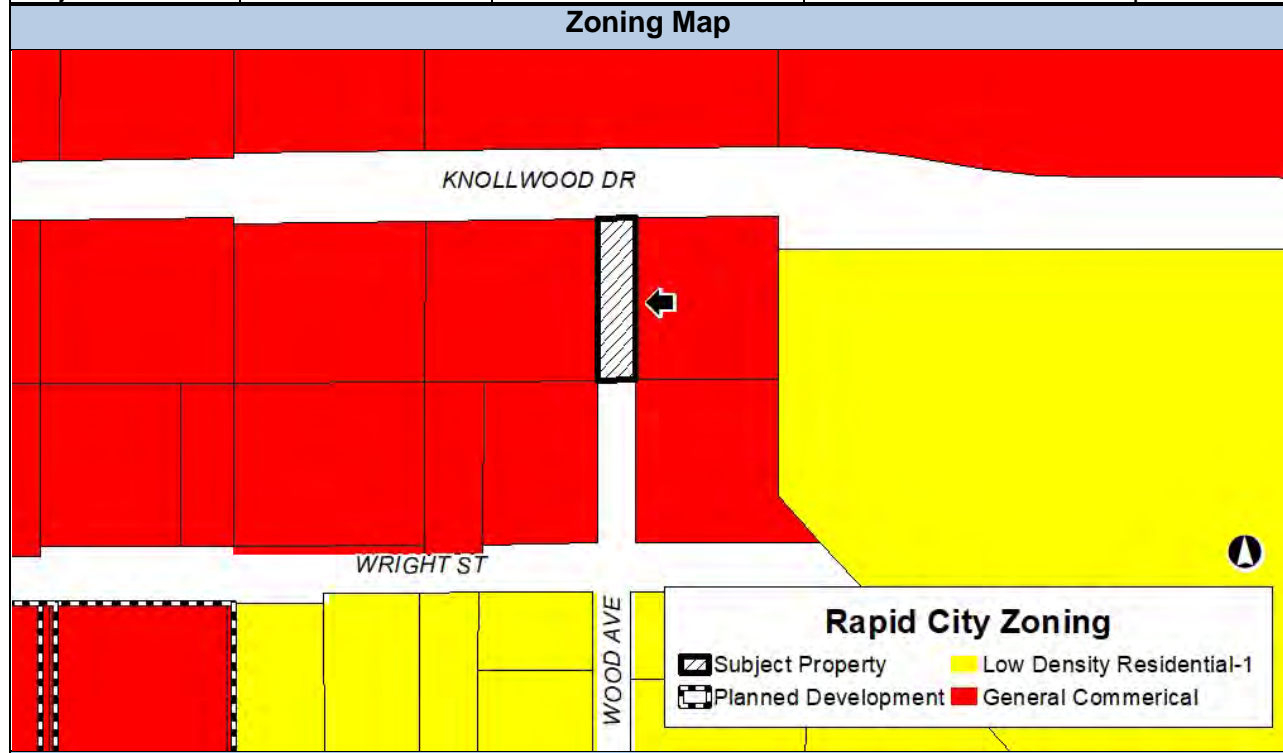 Zoning Map
KNOLLWOOD DR
WRIGHT ST
WOOD AVE
Rapid City Zoning
Subject Property Low Density Residential-1
Planned Development General Commerical